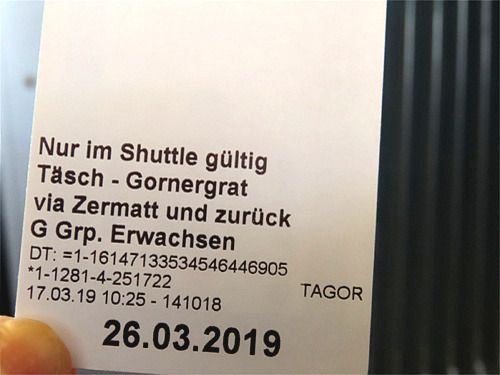 Nur im Shuttle gültig
Täsch - Gornergrat
via Zermatt und zurück
G Grp. Erwachsen
DT: =1-16147133534546446905
*1-1281-4-251722
TAGOR
17.03.19 10:25 - 141018
26.03.2019